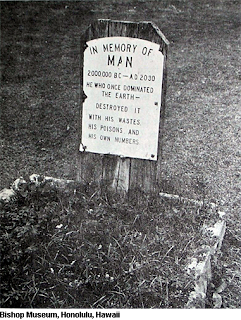 IN MEMORY OF
MAN
2,000,000 B.C. — A.D. 2030
HE WHO ONCE DOMINATED
THE EARTH —
DESTROYED IT
WITH HIS WASTES,
HIS POISONS AND
HIS OWN NUMBERS.
Bishop Museum, Honolulu, Hawaii